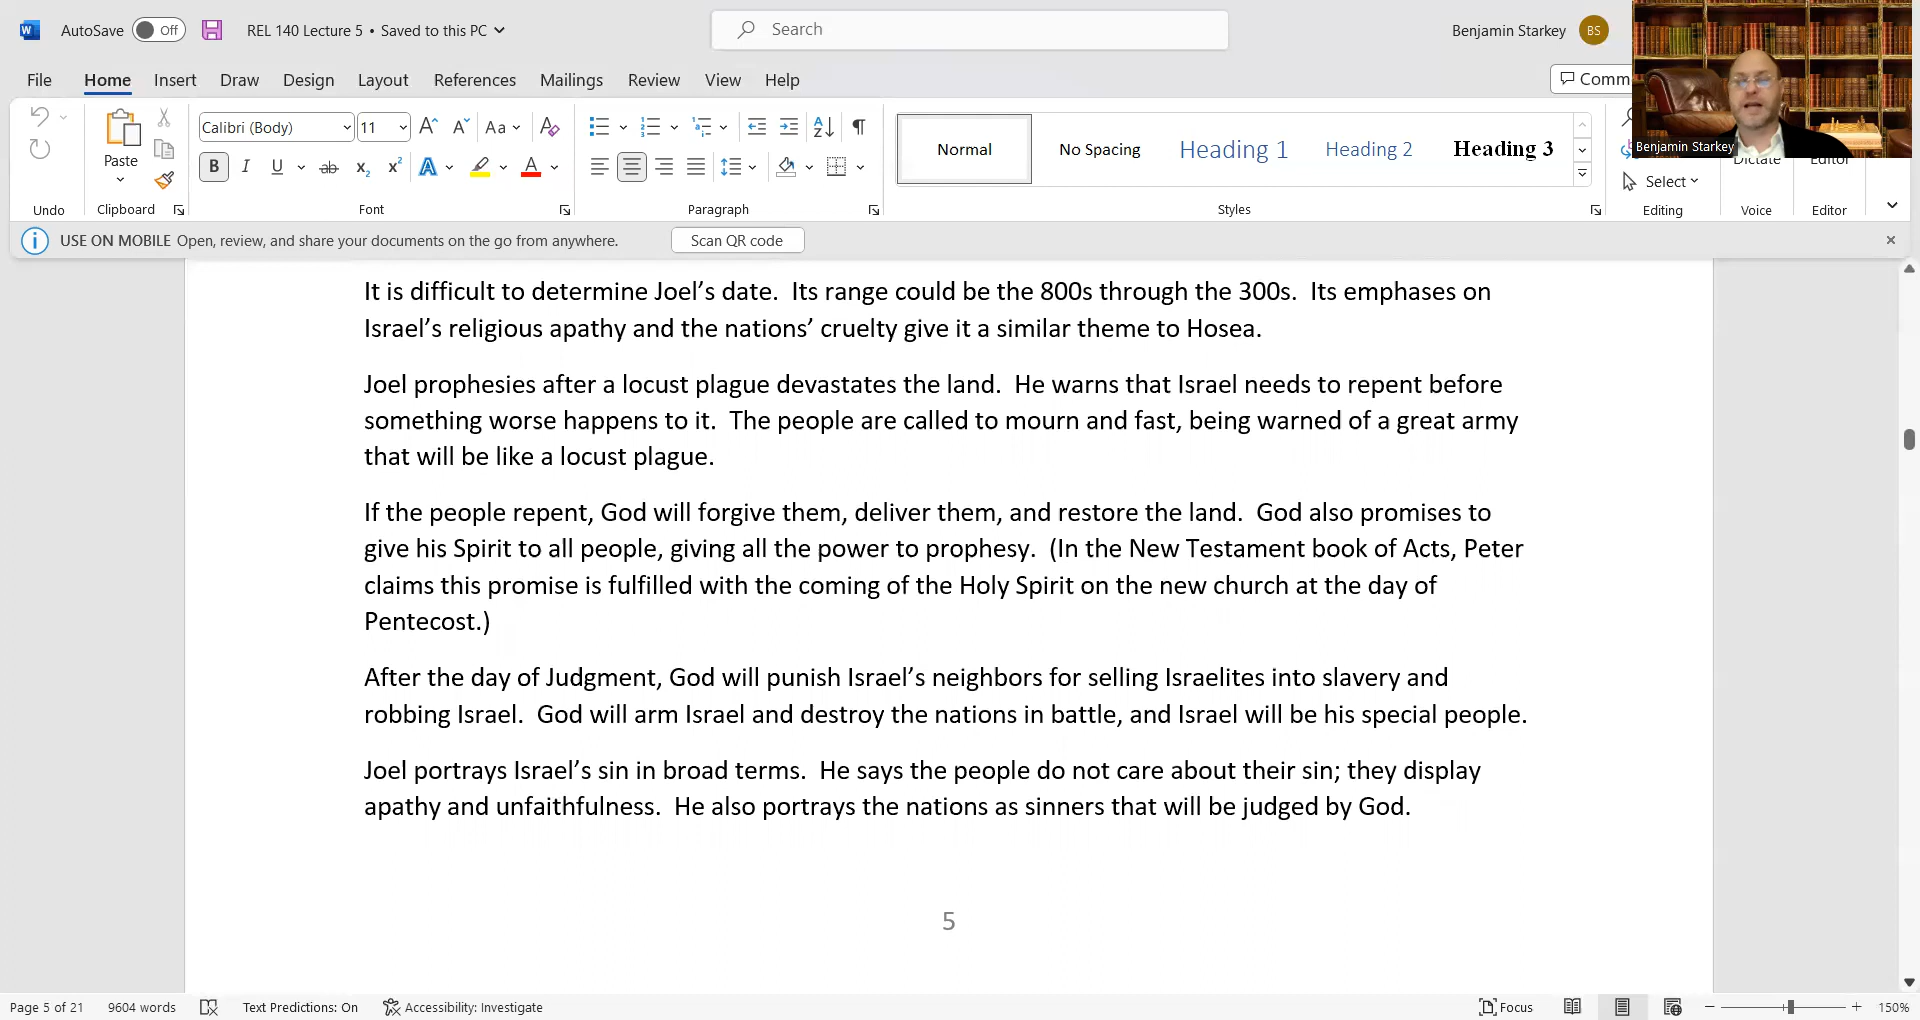 AutoSave Off REL 140 Lecture 5 • Saved to this PC Search Benjamin Starkey BS
File Home Insert Draw Design Layout References Mailings Review View Help Comm
Benjamin Starkey
Calibri (Body) 11 Aa
Paste B I U ab x2 x2 A A A
Normal No Spacing Heading 1 Heading 2 Heading 3
Select Dictate Editor
Undo Clipboard Font Paragraph Styles Editing Voice Editor
USE ON MOBILE Open, review, and share your documents on the go from anywhere. Scan QR code
It is difficult to determine Joel’s date. Its range could be the 800s through the 300s. Its emphases on
Israel’s religious apathy and the nations’ cruelty give it a similar theme to Hosea.
Joel prophesies after a locust plague devastates the land. He warns that Israel needs to repent before
something worse happens to it. The people are called to mourn and fast, being warned of a great army
that will be like a locust plague.
If the people repent, God will forgive them, deliver them, and restore the land. God also promises to
give his Spirit to all people, giving all the power to prophesy. (In the New Testament book of Acts, Peter
claims this promise is fulfilled with the coming of the Holy Spirit on the new church at the day of
Pentecost.)
After the day of Judgment, God will punish Israel’s neighbors for selling Israelites into slavery and
robbing Israel. God will arm Israel and destroy the nations in battle, and Israel will be his special people.
Joel portrays Israel’s sin in broad terms. He says the people do not care about their sin; they display
apathy and unfaithfulness. He also portrays the nations as sinners that will be judged by God.
5
Page 5 of 21 9604 words Text Predictions: On Accessibility: Investigate Focus 150%